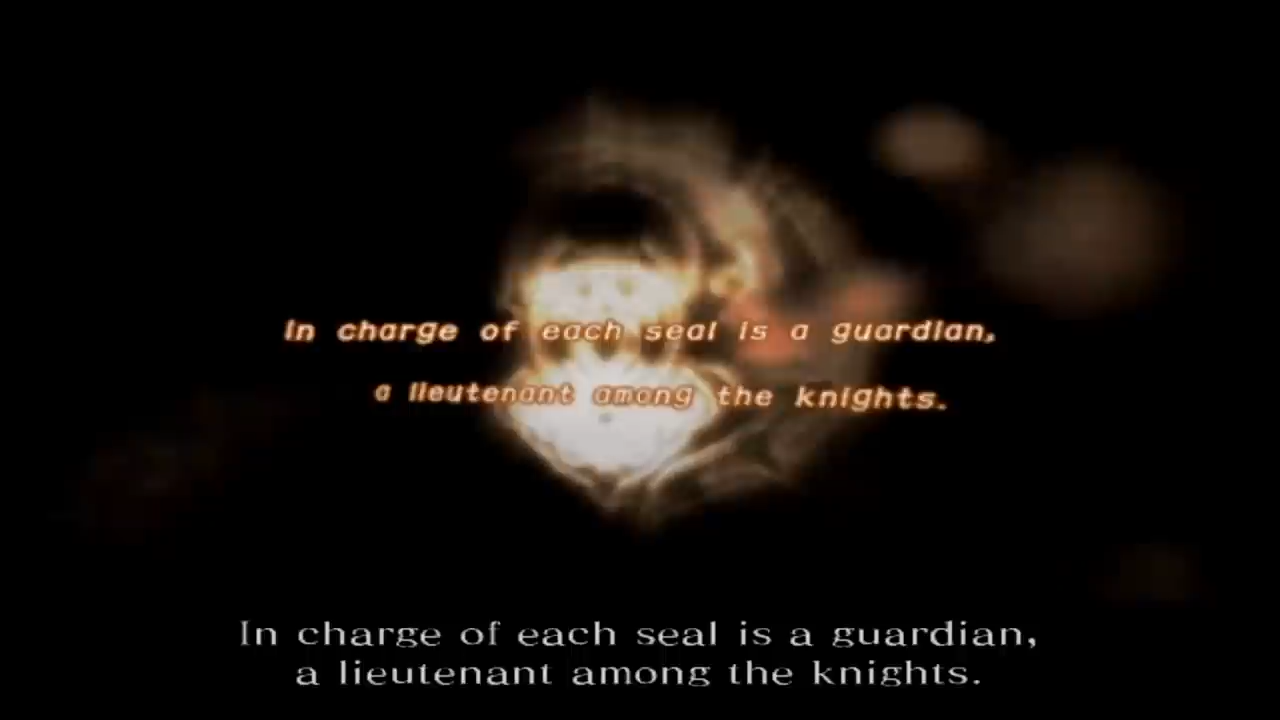 In charge of each seal is a guardian,
a lieutenant among the knights.
In charge of each seal is a guardian,
a lieutenant among the knights.